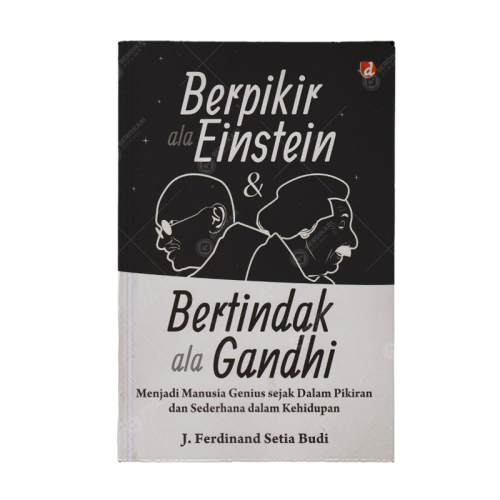 d
Berpikir
ala Einstein
&
Bertindak
ala Gandhi
Menjadi Manusia Genius sejak Dalam Pikiran
dan Sederhana dalam Kehidupan
J. Ferdinand Setia Budi